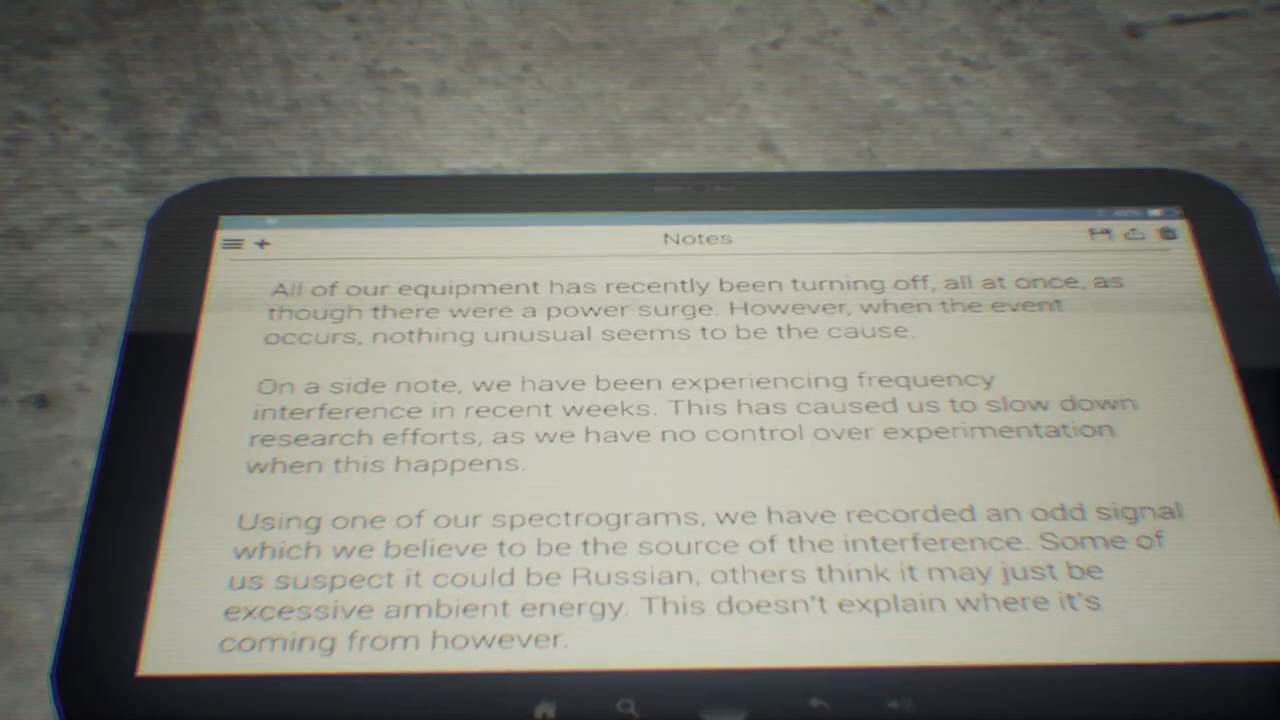 Notes
All of our equipment has recently been turning off, all at once, as
though there were a power surge. However, when the event
occurs, nothing unusual seems to be the cause.
On a side note, we have been experiencing frequency
interference in recent weeks. This has caused us to slow down
research efforts, as we have no control over experimentation
when this happens.
Using one of our spectrograms, we have recorded an odd signal
which we believe to be the source of the interference. Some of
us suspect it could be Russian, others think it may just be
excessive ambient energy. This doesn't explain where it's
coming from however.